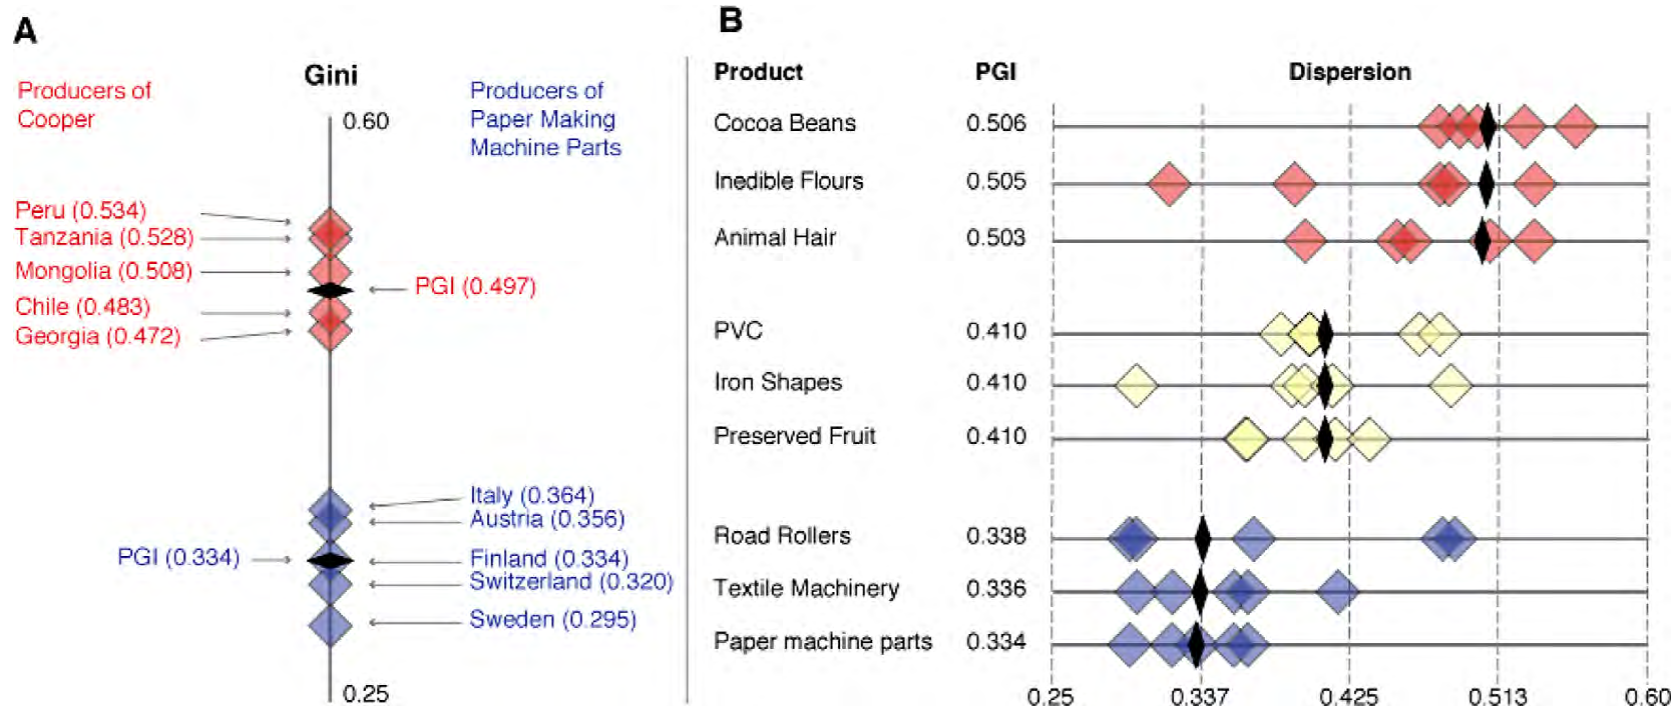 A
Producers of
Cooper
Gini
Producers of
Paper Making
Machine Parts
0.60
Peru (0.534)
Tanzania (0.528)
Mongolia (0.508)
PGI (0.497)
Chile (0.483)
Georgia (0.472)
Italy (0.364)
Austria (0.356)
PGI (0.334)
Finland (0.334)
Switzerland (0.320)
Sweden (0.295)
0.25
B
Product PGI Dispersion
Cocoa Beans 0.506
Inedible Flours 0.505
Animal Hair 0.503
PVC 0.410
Iron Shapes 0.410
Preserved Fruit 0.410
Road Rollers 0.338
Textile Machinery 0.336
Paper machine parts 0.334
0.25 0.337 0.425 0.513 0.60